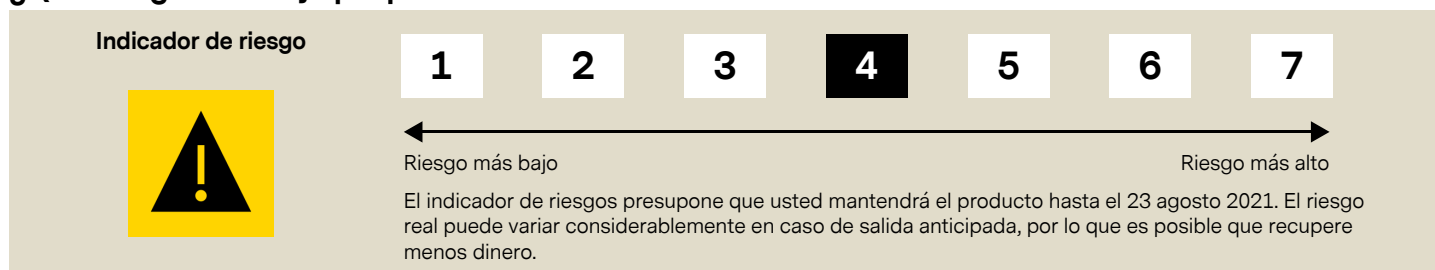 Indicador de riesgo
1 2 3 4 5 6 7
Riesgo más bajo
Riesgo más alto
El indicador de riesgos presupone que usted mantendrá el producto hasta el 23 agosto 2021. El riesgo
real puede variar considerablemente en caso de salida anticipada, por lo que es posible que recupere
menos dinero.